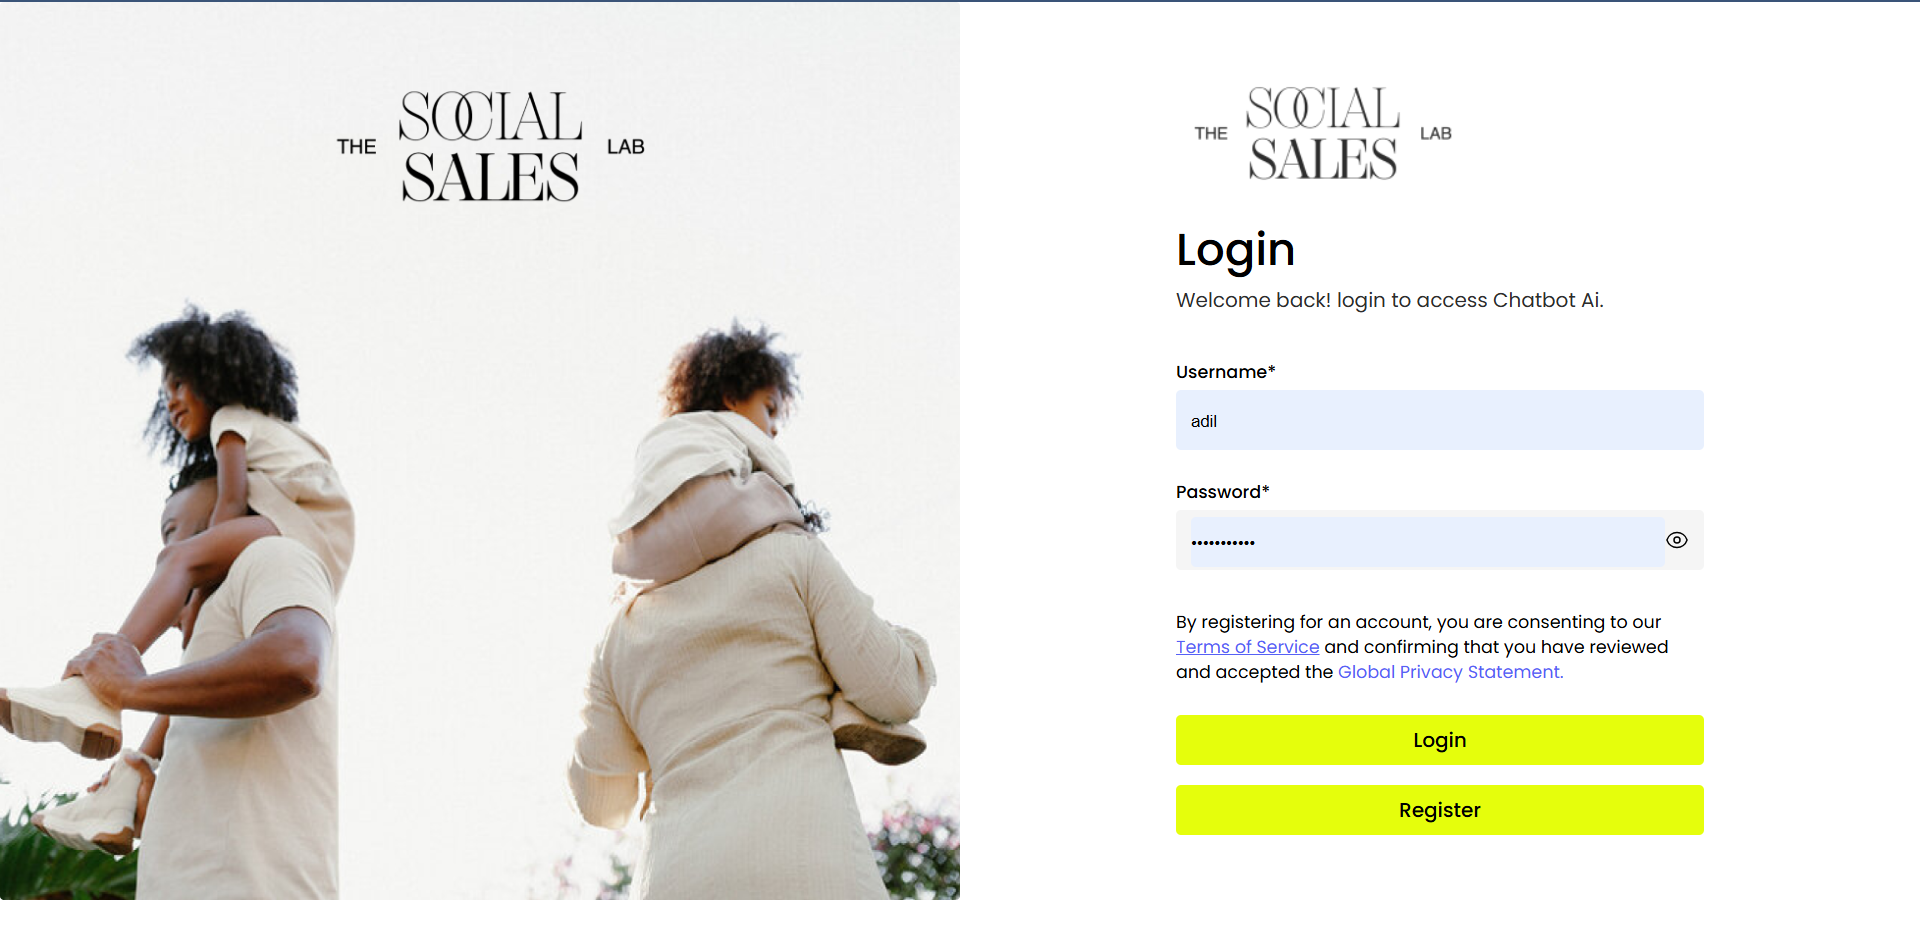 THE SOCIAL SALES LAB
THE SOCIAL SALES LAB
Login
Welcome back! login to access Chatbot Ai.
Username*
adil
Password*
•••••••••••
By registering for an account, you are consenting to our
Terms of Service and confirming that you have reviewed
and accepted the Global Privacy Statement.
Login
Register